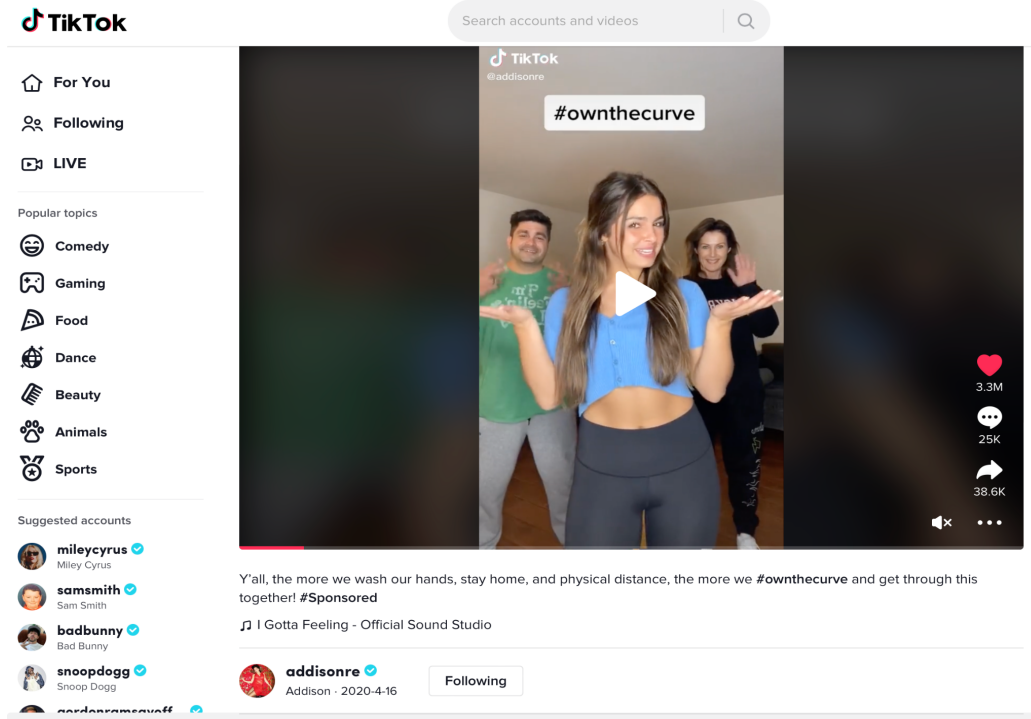 TikTok
Search accounts and videos
For You
Following
LIVE
Popular topics
Comedy
Gaming
Food
Dance
Beauty
Animals
Sports
Suggested accounts
mileycyrus
Miley Cyrus
samsmith
Sam Smith
badbunny
Bad Bunny
snoopdogg
Snoop Dogg
TikTok
@addisonre
#ownthecurve
3.3M
25K
38.6K
Y'all, the more we wash our hands, stay home, and physical distance, the more we #ownthecurve and get through this
together! #Sponsored
I Gotta Feeling - Official Sound Studio
addisonre
Addison · 2020-4-16
Following